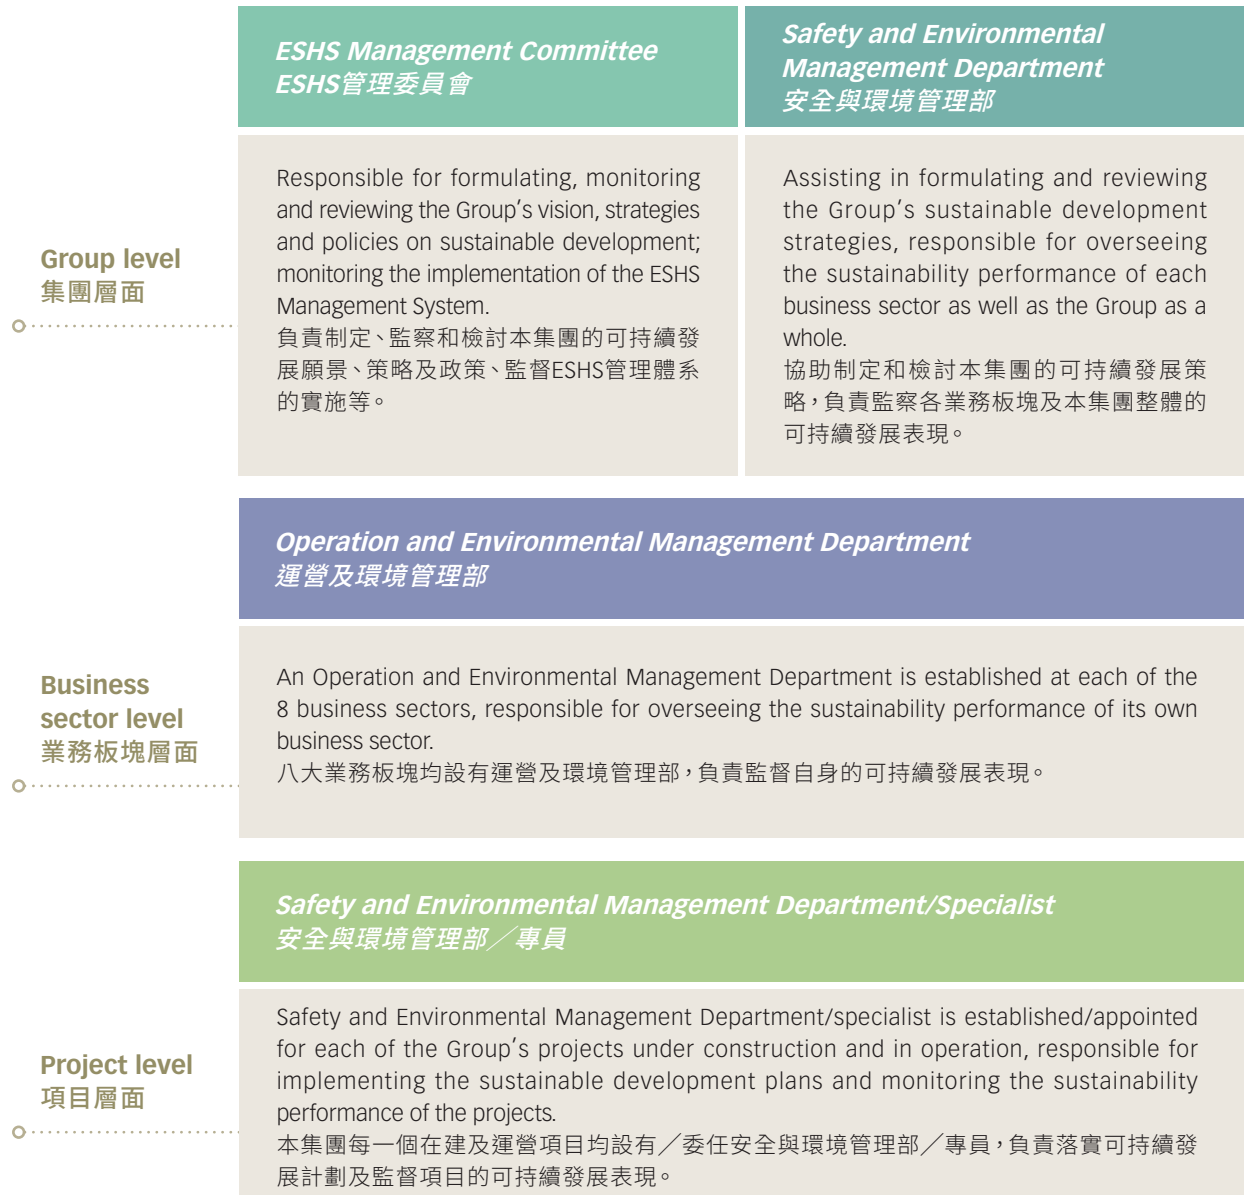 Group level
集團層面
ESHS Management Committee
ESHS管理委員會
Responsible for formulating, monitoring
and reviewing the Group’s vision, strategies
and policies on sustainable development;
monitoring the implementation of the ESHS
Management System.
負責制定、監察和檢討本集團的可持續發
展願景、策略及政策、監督ESHS管理體系
的實施等。
Safety and Environmental
Management Department
安全與環境管理部
Assisting in formulating and reviewing
the Group’s sustainable development
strategies, responsible for overseeing
the sustainability performance of each
business sector as well as the Group as a
whole.
協助制定和檢討本集團的可持續發展策
略，負責監察各業務板塊及本集團整體的
可持續發展表現。
Business
sector level
業務板塊層面
Operation and Environmental Management Department
運營及環境管理部
An Operation and Environmental Management Department is established at each of the
8 business sectors, responsible for overseeing the sustainability performance of its own
business sector.
八大業務板塊均設有運營及環境管理部，負責監督自身的可持續發展表現。
Project level
項目層面
Safety and Environmental Management Department/Specialist
安全與環境管理部／專員
Safety and Environmental Management Department/specialist is established/appointed
for each of the Group’s projects under construction and in operation, responsible for
implementing the sustainable development plans and monitoring the sustainability
performance of the projects.
本集團每一個在建及運營項目均設有／委任安全與環境管理部／專員，負責落實可持續發
展計劃及監督項目的可持續發展表現。